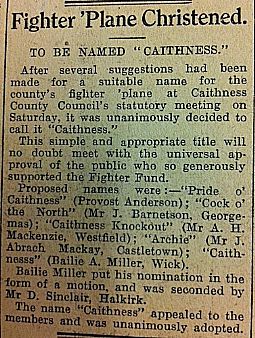 Fighter 'Plane Christened.
TO BE NAMED "CAITHNESS."
After several suggestions had been
made for a suitable name for the
county's fighter 'plane at Caithness
County Council's statutory meeting on
Saturday, it was unanimously decided to
call it "Caithness."
This simple and appropriate title will
no doubt meet with the universal ap-
proval of the public who so generously
supported the Fighter Fund.
Proposed names were:—"Pride o'
Caithness" (Provost Anderson); "Cock o'
the North" (Mr J. Barnetson, George-
mas); "Caithness Knockout" (Mr A. H.
Mackenzie, Westfield); "Archie" (Mr J.
Abrach Mackay, Castletown); "Caith-
nesss" (Bailie A. Miller, Wick).
Bailie Miller put his nomination in the
form of a motion, and was seconded by
Mr D. Sinclair, Halkirk.
The name "Caithness" appealed to the
members and was unanimously adopted.